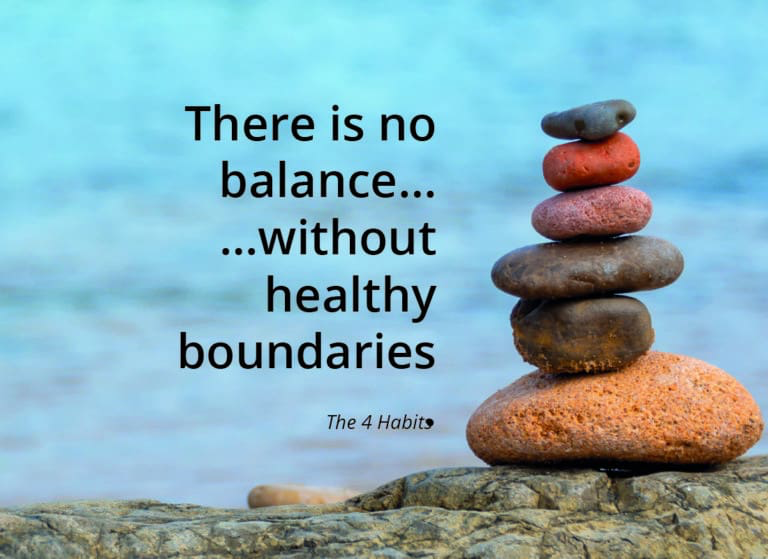 There is no
balance...
...without
healthy
boundaries
The 4 Habits